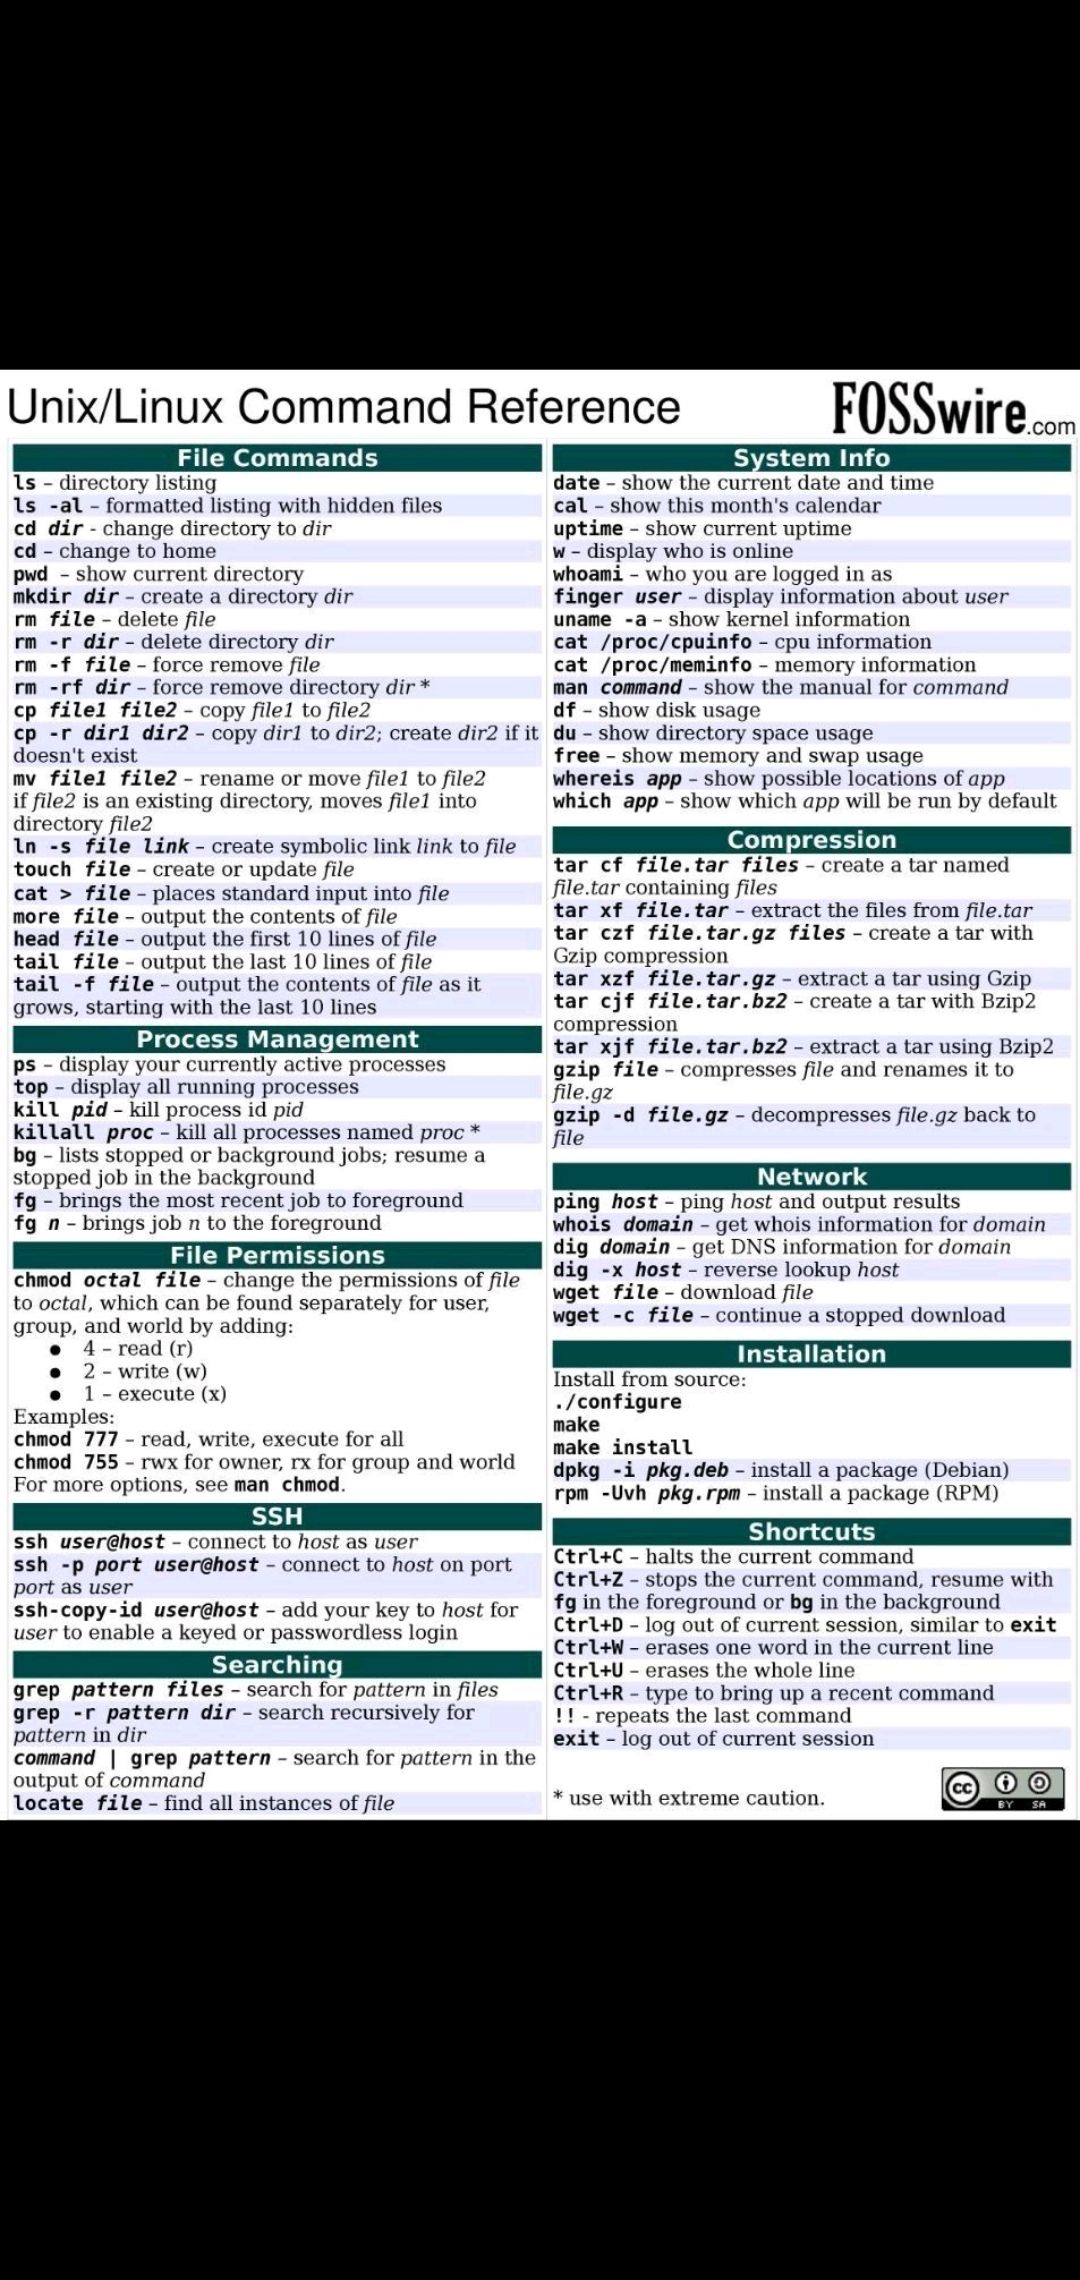 Unix/Linux Command Reference
FOSSwire.com
File Commands
ls – directory listing
ls -al – formatted listing with hidden files
cd dir - change directory to dir
cd – change to home
pwd – show current directory
mkdir dir – create a directory dir
rm file – delete file
rm -r dir – delete directory dir
rm -f file – force remove file
rm -rf dir – force remove directory dir *
cp file1 file2 – copy file1 to file2
cp -r dir1 dir2 – copy dir1 to dir2; create dir2 if it
doesn't exist
mv file1 file2 – rename or move file1 to file2
if file2 is an existing directory, moves file1 into
directory file2
ln -s file link – create symbolic link link to file
touch file – create or update file
cat > file – places standard input into file
more file – output the contents of file
head file – output the first 10 lines of file
tail file – output the last 10 lines of file
tail -f file – output the contents of file as it
grows, starting with the last 10 lines
Process Management
ps – display your currently active processes
top – display all running processes
kill pid – kill process id pid
killall proc – kill all processes named proc *
bg – lists stopped or background jobs; resume a
stopped job in the background
fg – brings the most recent job to foreground
fg n – brings job n to the foreground
File Permissions
chmod octal file – change the permissions of file
to octal, which can be found separately for user,
group, and world by adding:
● 4 – read (r)
● 2 – write (w)
● 1 – execute (x)
Examples:
chmod 777 – read, write, execute for all
chmod 755 – rwx for owner, rx for group and world
For more options, see man chmod.
SSH
ssh user@host – connect to host as user
ssh -p port user@host – connect to host on port
port as user
ssh-copy-id user@host – add your key to host for
user to enable a keyed or passwordless login
Searching
grep pattern files – search for pattern in files
grep -r pattern dir – search recursively for
pattern in dir
command | grep pattern – search for pattern in the
output of command
locate file – find all instances of file
System Info
date – show the current date and time
cal – show this month's calendar
uptime – show current uptime
w – display who is online
whoami – who you are logged in as
finger user – display information about user
uname -a – show kernel information
cat /proc/cpuinfo – cpu information
cat /proc/meminfo – memory information
man command – show the manual for command
df – show disk usage
du – show directory space usage
free – show memory and swap usage
whereis app – show possible locations of app
which app – show which app will be run by default
Compression
tar cf file.tar files – create a tar named
file.tar containing files
tar xf file.tar – extract the files from file.tar
tar czf file.tar.gz files – create a tar with
Gzip compression
tar xzf file.tar.gz – extract a tar using Gzip
tar cjf file.tar.bz2 – create a tar with Bzip2
compression
tar xjf file.tar.bz2 – extract a tar using Bzip2
gzip file – compresses file and renames it to
file.gz
gzip -d file.gz – decompresses file.gz back to
file
Network
ping host – ping host and output results
whois domain – get whois information for domain
dig domain – get DNS information for domain
dig -x host – reverse lookup host
wget file – download file
wget -c file – continue a stopped download
Installation
Install from source:
./configure
make
make install
dpkg -i pkg.deb – install a package (Debian)
rpm -Uvh pkg.rpm – install a package (RPM)
Shortcuts
Ctrl+C – halts the current command
Ctrl+Z – stops the current command, resume with
fg in the foreground or bg in the background
Ctrl+D – log out of current session, similar to exit
Ctrl+W – erases one word in the current line
Ctrl+U – erases the whole line
Ctrl+R – type to bring up a recent command
!! - repeats the last command
exit – log out of current session
* use with extreme caution.
cc BY SA